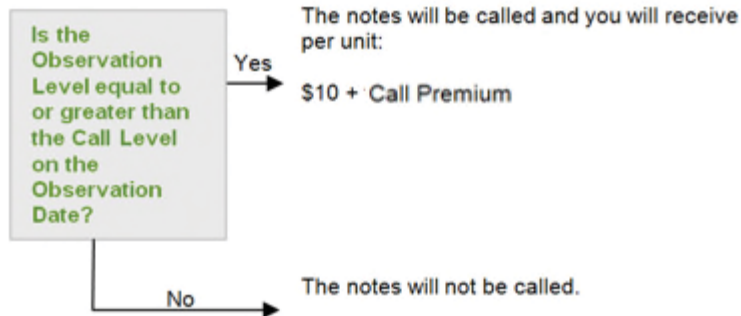 Is the
Observation
Level equal to
or greater than
the Call Level
on the
Observation
Date?
Yes
The notes will be called and you will receive
per unit:
$10 + Call Premium
No
The notes will not be called.